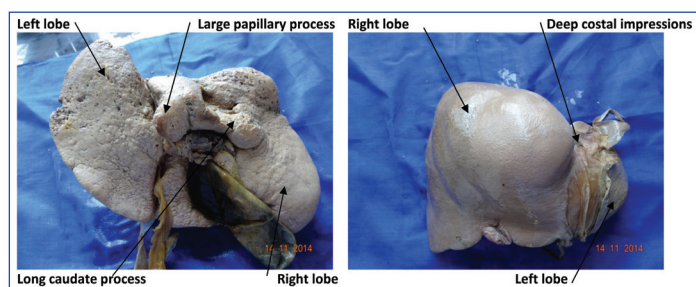 Left lobe
Large papillary process
Right lobe
Deep costal impressions
14 11 2014
14 11 2014
Long caudate process
Right lobe
Left lobe